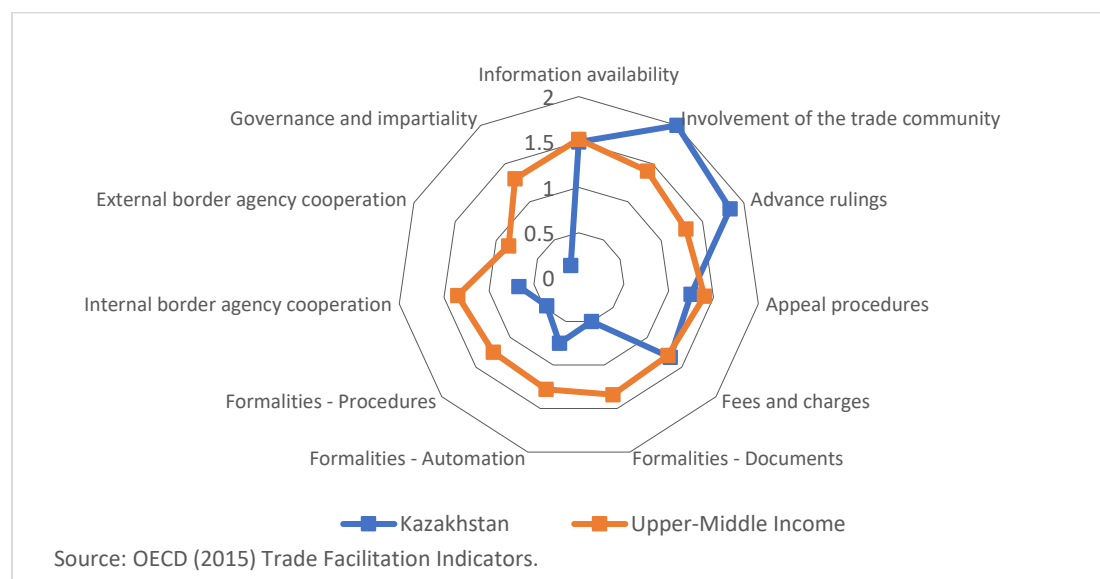 Information availability
2
Governance and impartiality
Involvement of the trade community
1.5
External border agency cooperation
1
Advance rulings
0.5
0
Internal border agency cooperation
Appeal procedures
Formalities - Procedures
Fees and charges
Formalities - Automation
Formalities - Documents
Kazakhstan
Upper-Middle Income
Source: OECD (2015) Trade Facilitation Indicators.